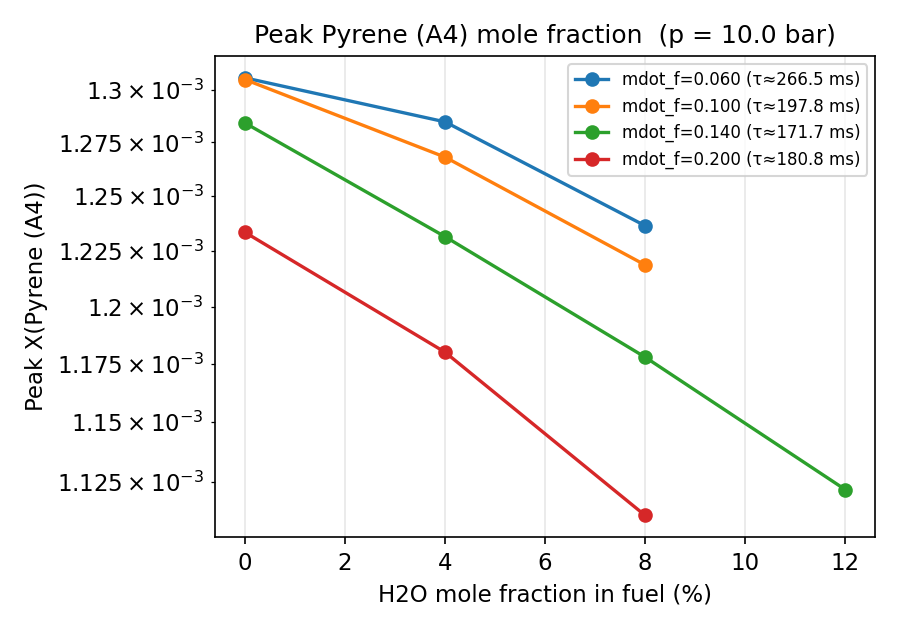 Peak Pyrene (A4) mole fraction  (p = 10.0 bar)
mdot_f=0.060 (τ≈266.5 ms)
mdot_f=0.100 (τ≈197.8 ms)
mdot_f=0.140 (τ≈171.7 ms)
mdot_f=0.200 (τ≈180.8 ms)
Peak X(Pyrene (A4))
1.3 × 10⁻³
1.275 × 10⁻³
1.25 × 10⁻³
1.225 × 10⁻³
1.2 × 10⁻³
1.175 × 10⁻³
1.15 × 10⁻³
1.125 × 10⁻³
0 2 4 6 8 10 12
H2O mole fraction in fuel (%)